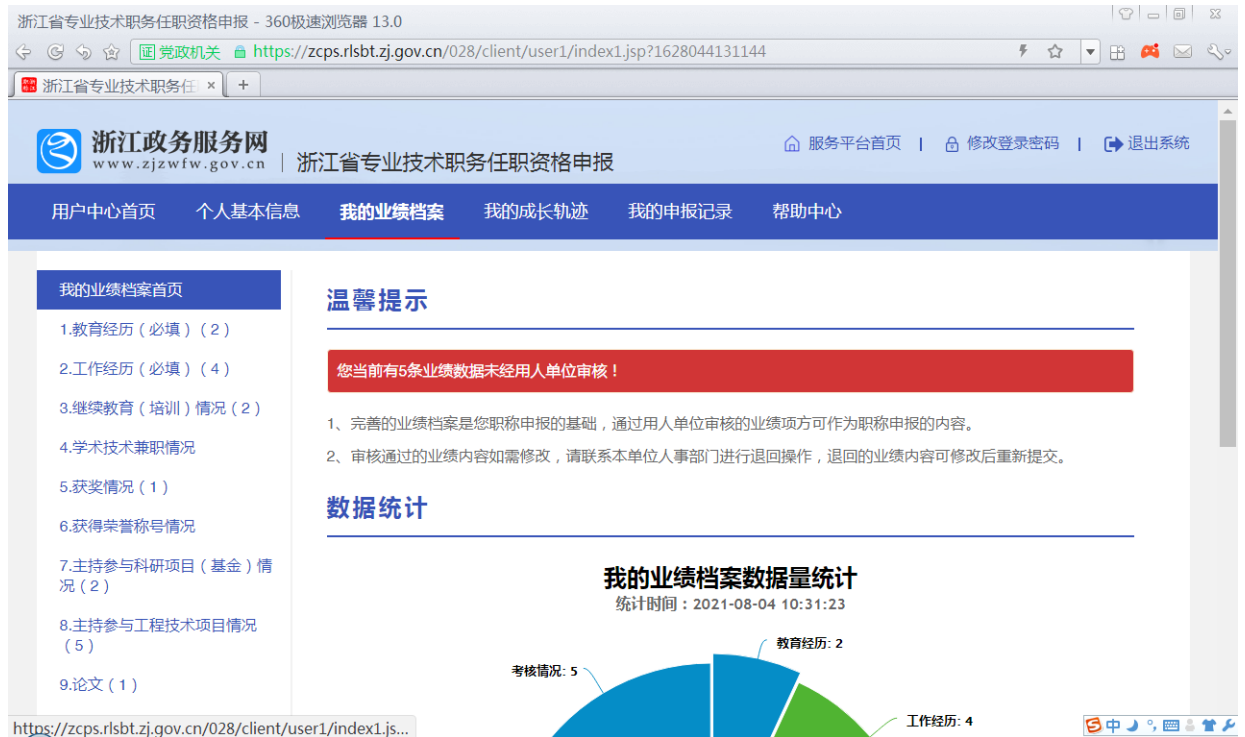 浙江省专业技术职务任职资格申报 - 360极速浏览器 13.0
证 党政机关 https://zcps.rlsbt.zj.gov.cn/028/client/user1/index1.jsp?1628044131144
浙江省专业技术职务任 × +
浙江政务服务网
www.zjzwfw.gov.cn
浙江省专业技术职务任职资格申报
服务平台首页 | 修改登录密码 | 退出系统
用户中心首页 个人基本信息 我的业绩档案 我的成长轨迹 我的申报记录 帮助中心
我的业绩档案首页
1.教育经历（必填）（2）
2.工作经历（必填）（4）
3.继续教育（培训）情况（2）
4.学术技术兼职情况
5.获奖情况（1）
6.获得荣誉称号情况
7.主持参与科研项目（基金）情
况（2）
8.主持参与工程技术项目情况
（5）
9.论文（1）
温馨提示
您当前有5条业绩数据未经用人单位审核！
1、完善的业绩档案是您职称申报的基础，通过用人单位审核的业绩项方可作为职称申报的内容。
2、审核通过的业绩内容如需修改，请联系本单位人事部门进行退回操作，退回的业绩内容可修改后重新提交。
数据统计
我的业绩档案数据量统计
统计时间：2021-08-04 10:31:23
教育经历: 2
考核情况: 5
工作经历: 4
https://zcps.rlsbt.zj.gov.cn/028/client/user1/index1.js...
中